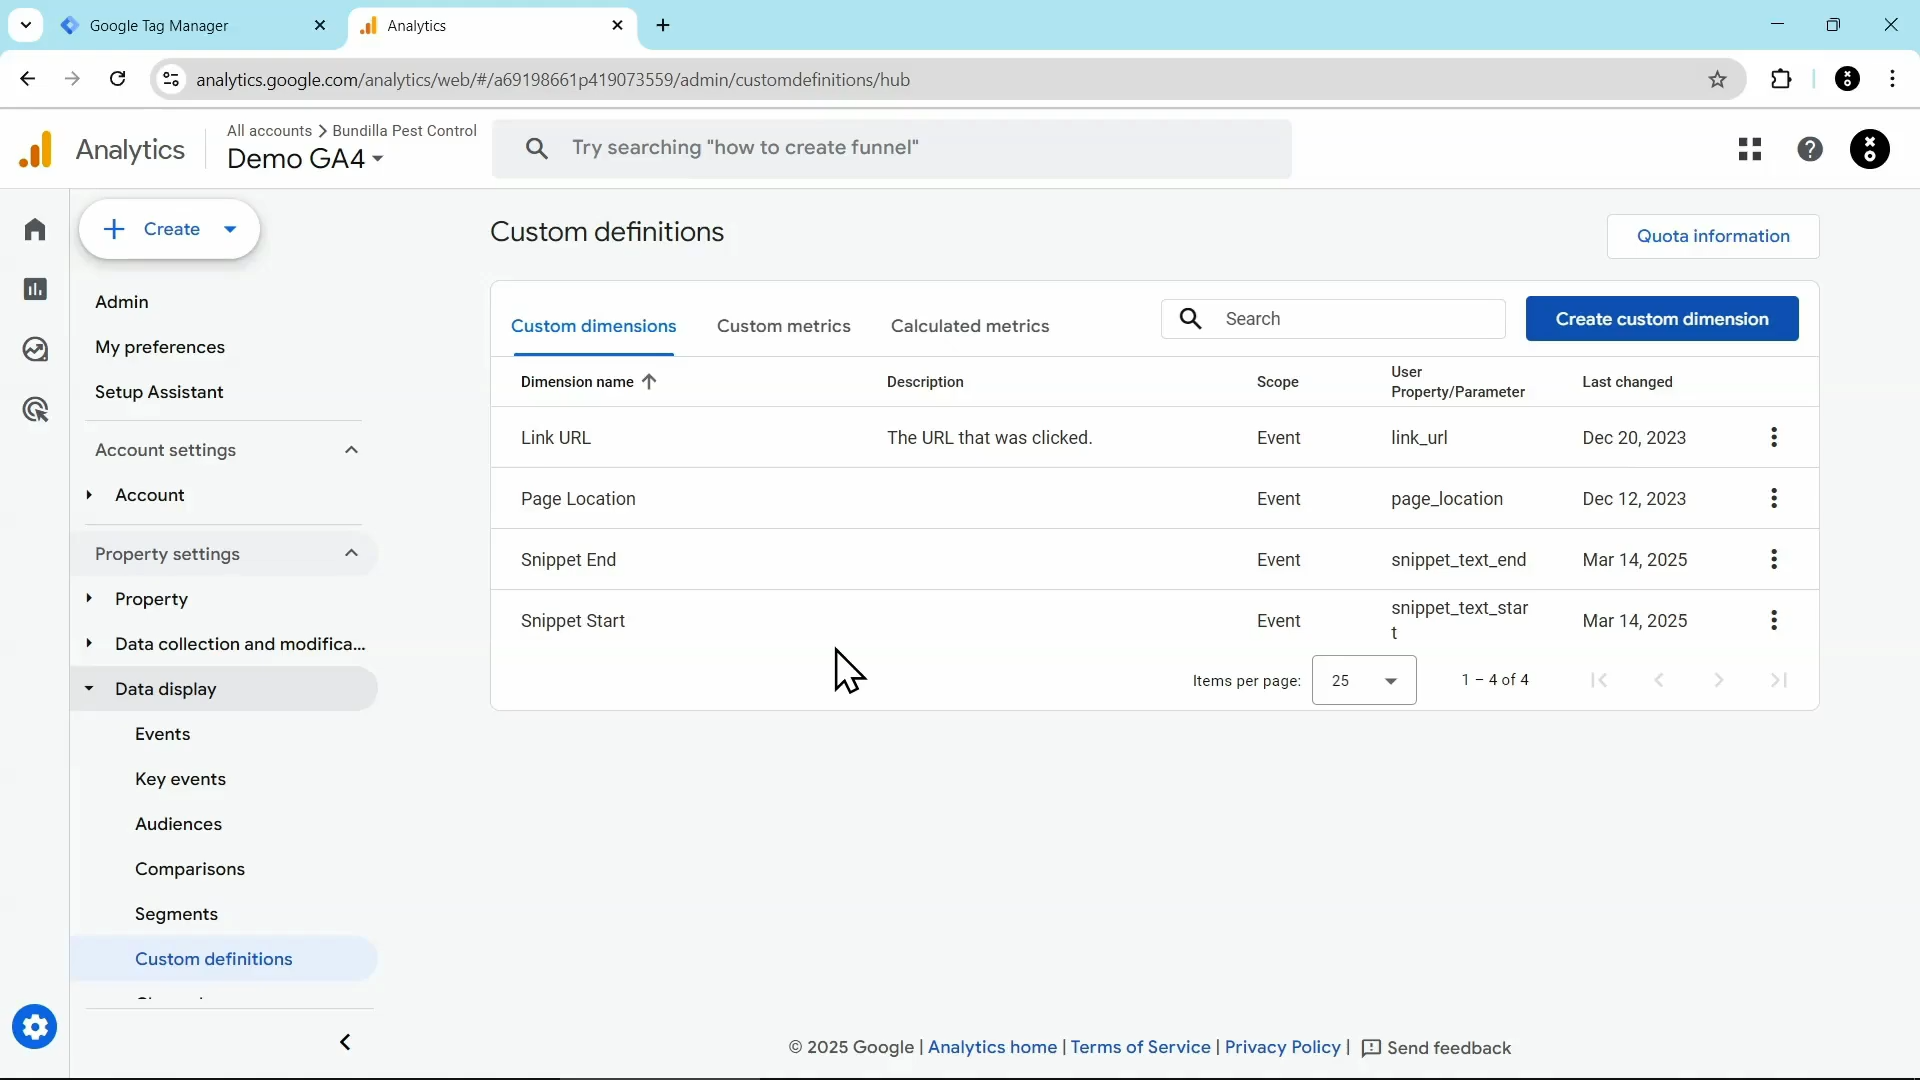 Google Tag Manager
Analytics
analytics.google.com/analytics/web/#/a69198661p419073559/admin/customdefinitions/hub
Analytics
All accounts > Bundilla Pest Control
Demo GA4
Try searching "how to create funnel"
Create
Admin
My preferences
Setup Assistant
Account settings
Account
Property settings
Property
Data collection and modifica...
Data display
Events
Key events
Audiences
Comparisons
Segments
Custom definitions
Custom definitions
Quota information
Custom dimensions Custom metrics Calculated metrics
Search
Create custom dimension
Dimension name Description Scope User Property/Parameter Last changed
Link URL The URL that was clicked. Event link_url Dec 20, 2023
Page Location Event page_location Dec 12, 2023
Snippet End Event snippet_text_end Mar 14, 2025
Snippet Start Event snippet_text_start Mar 14, 2025
Items per page: 25 1 – 4 of 4
© 2025 Google | Analytics home | Terms of Service | Privacy Policy | Send feedback